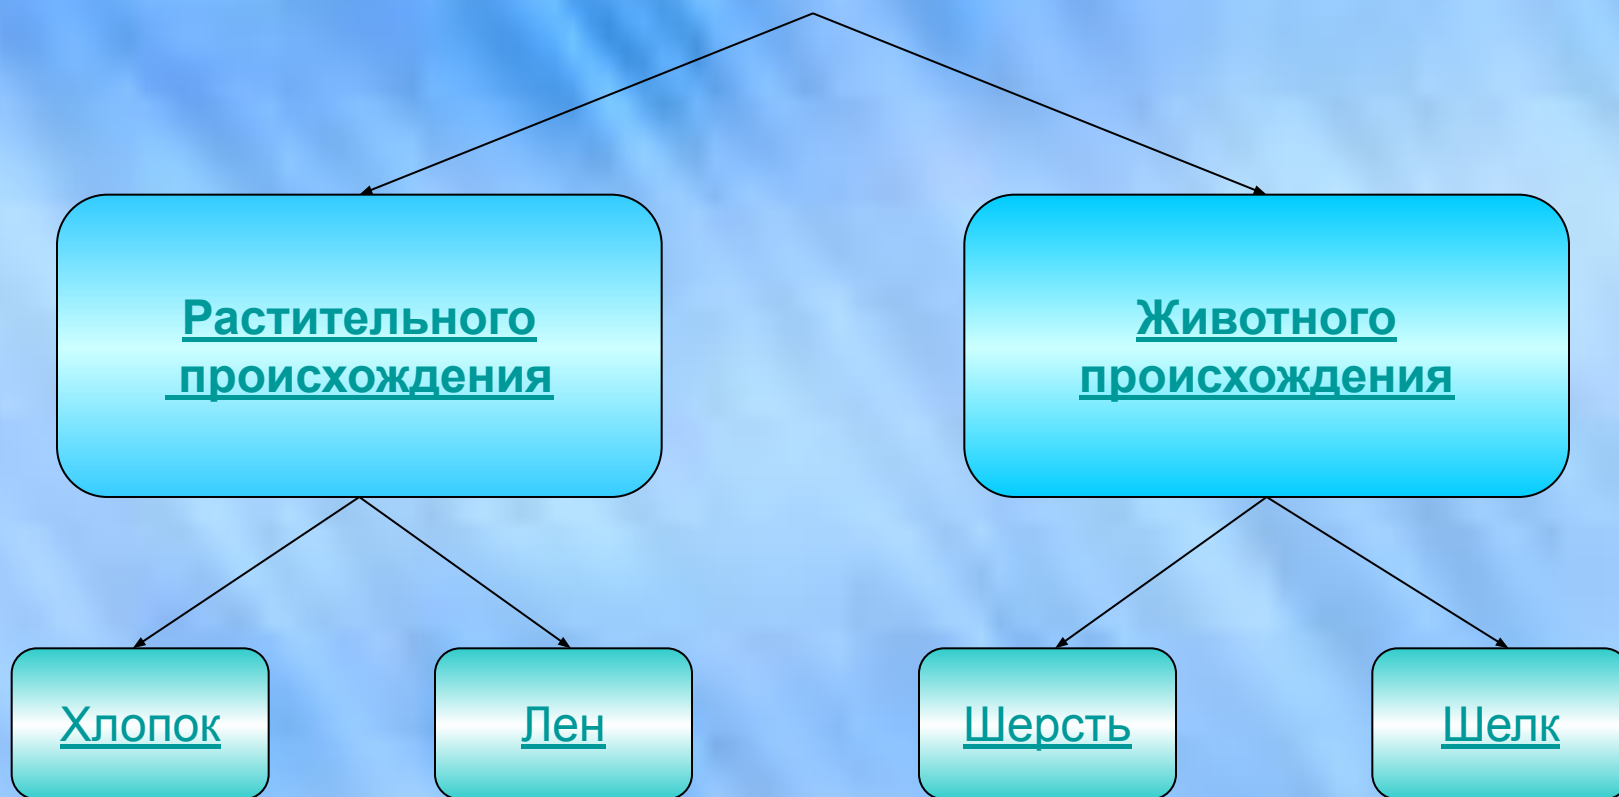 Растительного
происхождения
Животного
происхождения
Хлопок
Лен
Шерсть
Шелк